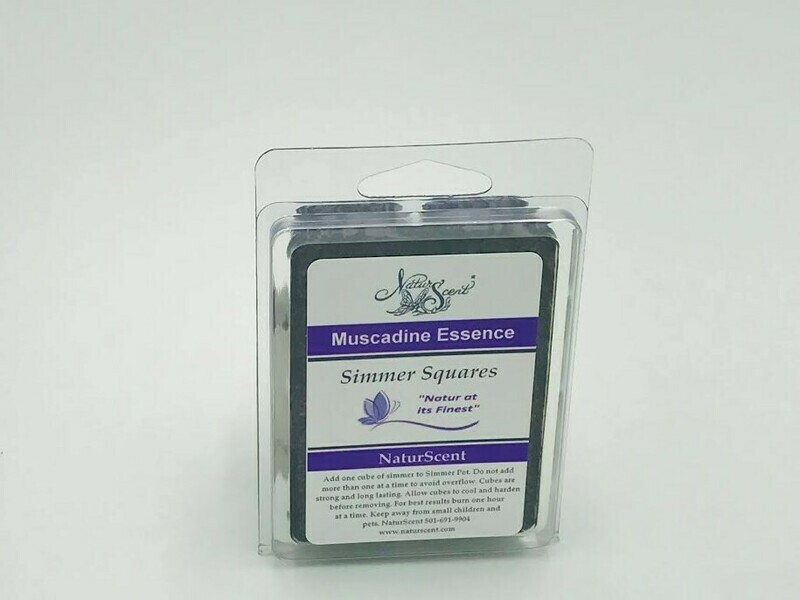 NaturScent
Muscadine Essence
Simmer Squares
"Natur at
its Finest"
NaturScent
Add one cube of simmer to Simmer Pot. Do not add
more than one at a time to avoid overflow. Cubes are
strong and long lasting. Allow cubes to cool and harden
before removing. For best results burn one hour
at a time. Keep away from small children and
pets. NaturScent 501-691-9904
www.naturscent.com